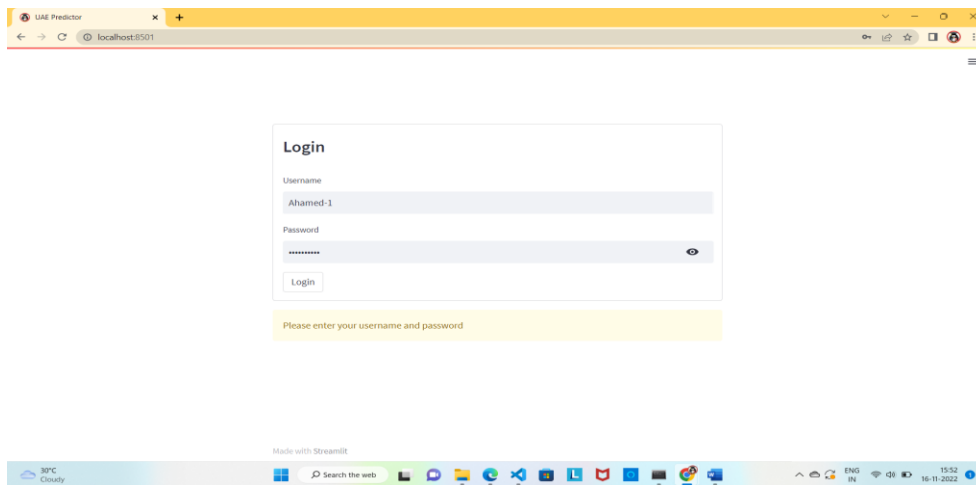 UAE Predictor
localhost:8501
Login
Username
Ahamed-1
Password
••••••••••
Login
Please enter your username and password
Made with Streamlit
30°C
Cloudy
Search the web
ENG
IN
15:52
16-11-2022